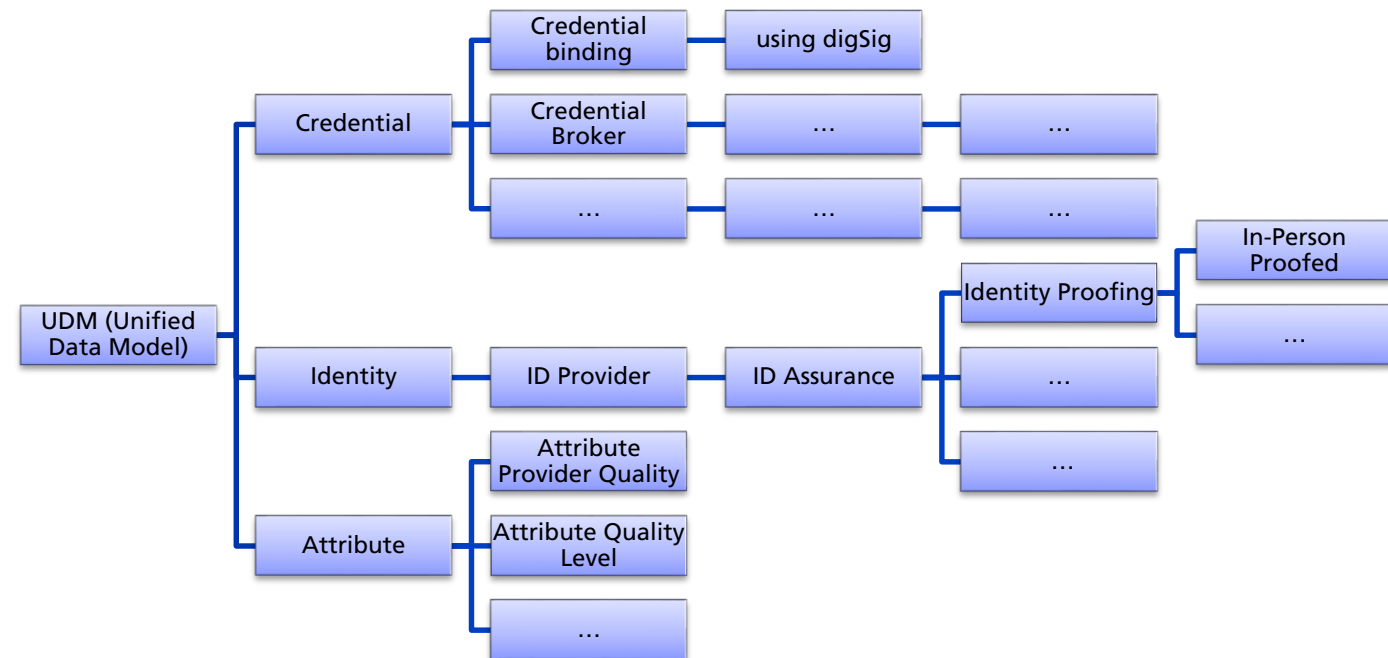 Credential
binding
using digSig
Credential
Credential
Broker
...
...
...
...
...
In-Person
Proofed
Identity Proofing
UDM (Unified
Data Model)
...
Identity
ID Provider
ID Assurance
...
Attribute
Provider Quality
...
Attribute
Attribute Quality
Level
...